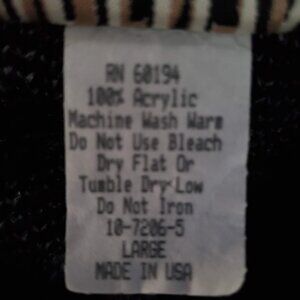 RN 60194
100% Acrylic
Machine Wash Warm
Do Not Use Bleach
Dry Flat Or
Tumble Dry Low
Do Not Iron
10-7206-5
LARGE
MADE IN USA